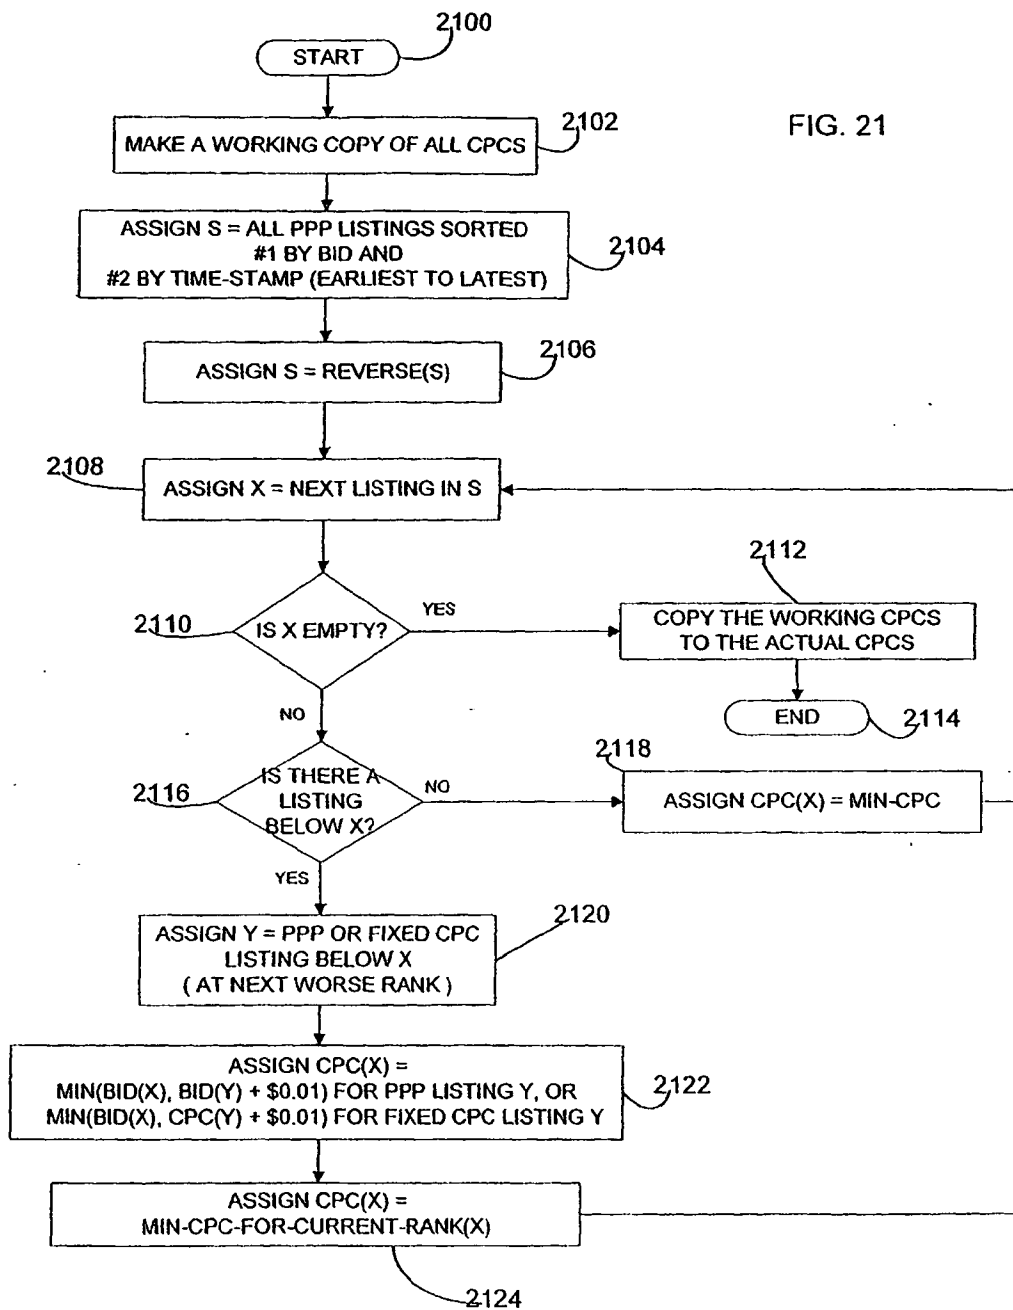 2100
START
FIG. 21
2102
MAKE A WORKING COPY OF ALL CPCS
2104
ASSIGN S = ALL PPP LISTINGS SORTED
#1 BY BID AND
#2 BY TIME-STAMP (EARLIEST TO LATEST)
2106
ASSIGN S = REVERSE(S)
2108
ASSIGN X = NEXT LISTING IN S
2110
IS X EMPTY?
YES
2112
COPY THE WORKING CPCS
TO THE ACTUAL CPCS
END
2114
NO
2116
IS THERE A
LISTING
BELOW X?
NO
2118
ASSIGN CPC(X) = MIN-CPC
YES
2120
ASSIGN Y = PPP OR FIXED CPC
LISTING BELOW X
( AT NEXT WORSE RANK )
2122
ASSIGN CPC(X) =
MIN(BID(X), BID(Y) + $0.01) FOR PPP LISTING Y, OR
MIN(BID(X), CPC(Y) + $0.01) FOR FIXED CPC LISTING Y
ASSIGN CPC(X) =
MIN-CPC-FOR-CURRENT-RANK(X)
2124